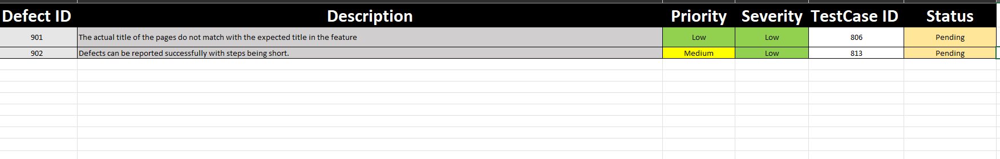 Defect ID Description Priority Severity TestCase ID Status
901 The actual title of the pages do not match with the expected title in the feature Low Low 806 Pending
902 Defects can be reported successfully with steps being short. Medium Low 813 Pending